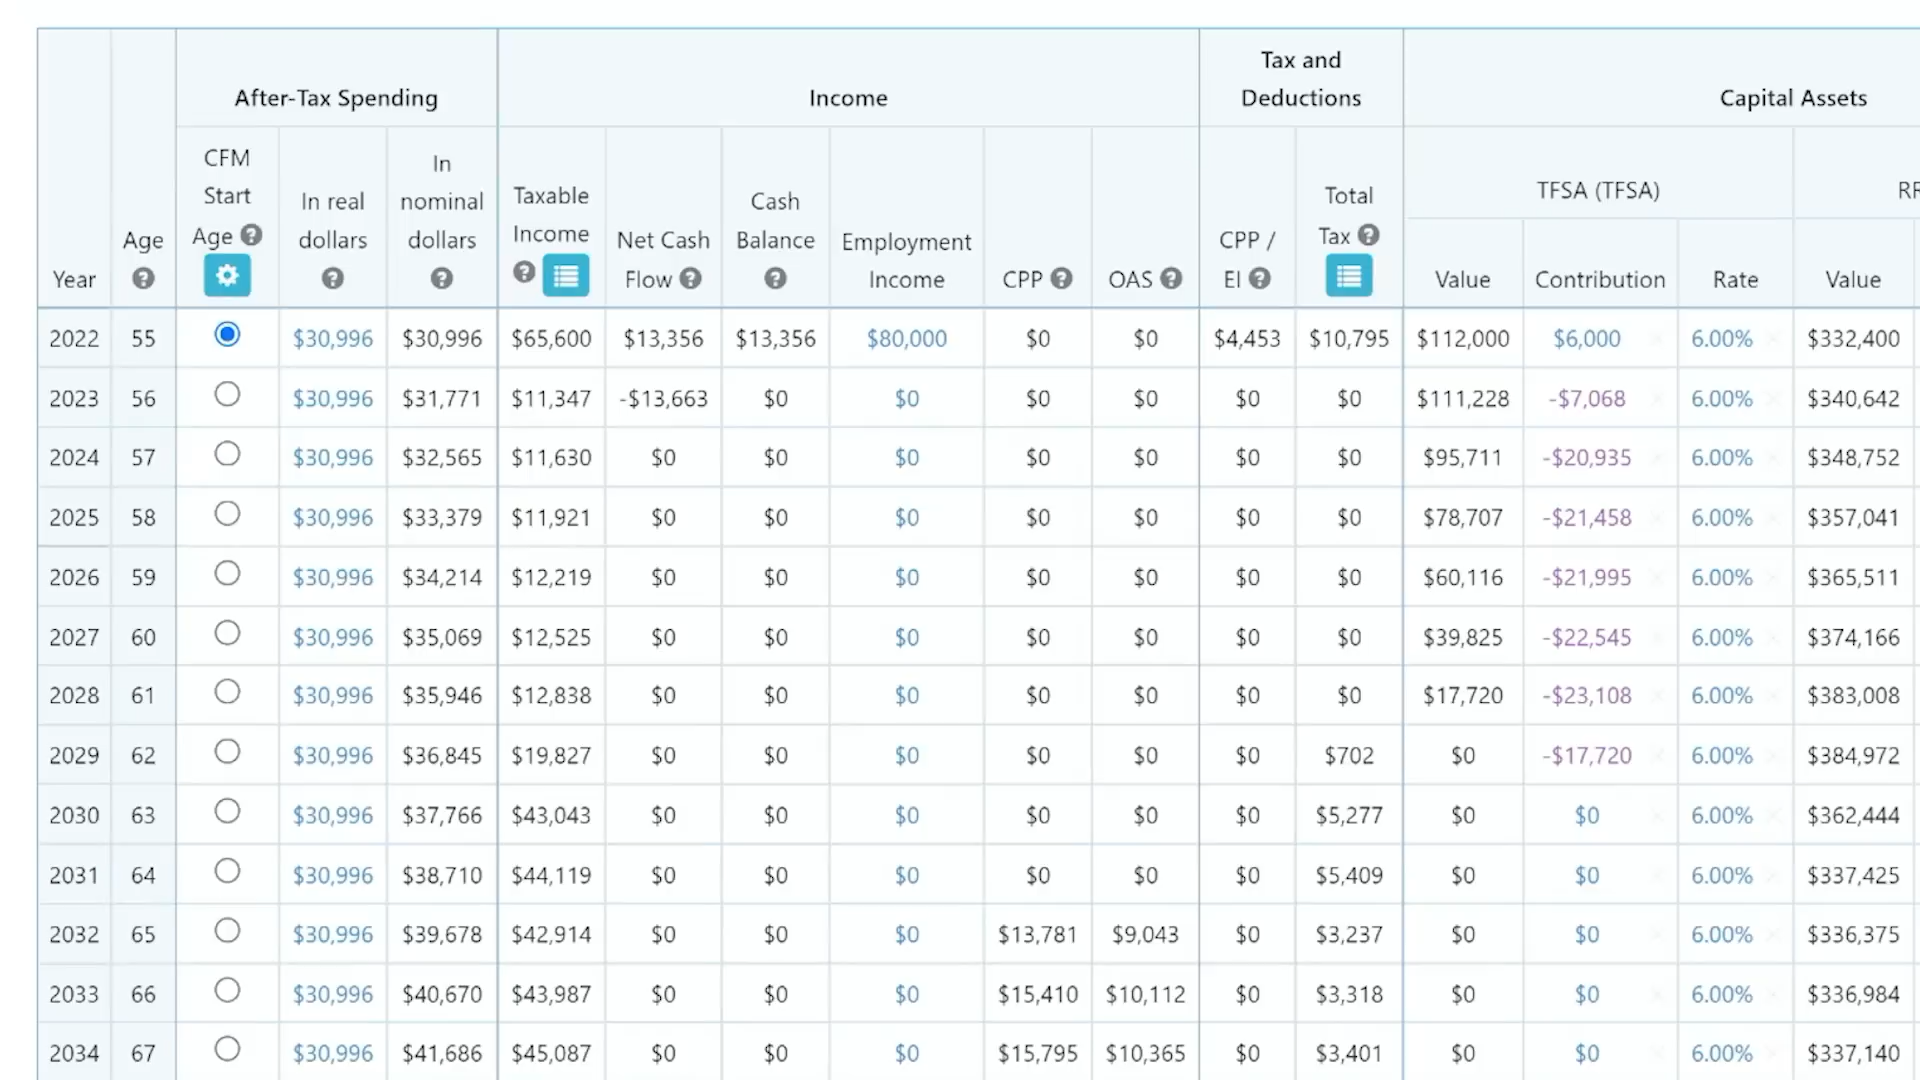 After-Tax Spending
Income
Tax and
Deductions
Capital Assets
Year
Age
CFM
Start
Age
In real
dollars
In
nominal
dollars
Taxable
Income
Net Cash
Flow
Cash
Balance
Employment
Income
CPP
OAS
CPP /
EI
Total
Tax
TFSA (TFSA)
Value
Contribution
Rate
Value
2022 55 $30,996 $30,996 $65,600 $13,356 $13,356 $80,000 $0 $0 $4,453 $10,795 $112,000 $6,000 6.00% $332,400
2023 56 $30,996 $31,771 $11,347 -$13,663 $0 $0 $0 $0 $0 $0 $111,228 -$7,068 6.00% $340,642
2024 57 $30,996 $32,565 $11,630 $0 $0 $0 $0 $0 $0 $0 $95,711 -$20,935 6.00% $348,752
2025 58 $30,996 $33,379 $11,921 $0 $0 $0 $0 $0 $0 $0 $78,707 -$21,458 6.00% $357,041
2026 59 $30,996 $34,214 $12,219 $0 $0 $0 $0 $0 $0 $0 $60,116 -$21,995 6.00% $365,511
2027 60 $30,996 $35,069 $12,525 $0 $0 $0 $0 $0 $0 $0 $39,825 -$22,545 6.00% $374,166
2028 61 $30,996 $35,946 $12,838 $0 $0 $0 $0 $0 $0 $0 $17,720 -$23,108 6.00% $383,008
2029 62 $30,996 $36,845 $19,827 $0 $0 $0 $0 $0 $0 $702 $0 -$17,720 6.00% $384,972
2030 63 $30,996 $37,766 $43,043 $0 $0 $0 $0 $0 $0 $5,277 $0 $0 6.00% $362,444
2031 64 $30,996 $38,710 $44,119 $0 $0 $0 $0 $0 $0 $5,409 $0 $0 6.00% $337,425
2032 65 $30,996 $39,678 $42,914 $0 $0 $0 $13,781 $9,043 $0 $3,237 $0 $0 6.00% $336,375
2033 66 $30,996 $40,670 $43,987 $0 $0 $0 $15,410 $10,112 $0 $3,318 $0 $0 6.00% $336,984
2034 67 $30,996 $41,686 $45,087 $0 $0 $0 $15,795 $10,365 $0 $3,401 $0 $0 6.00% $337,140